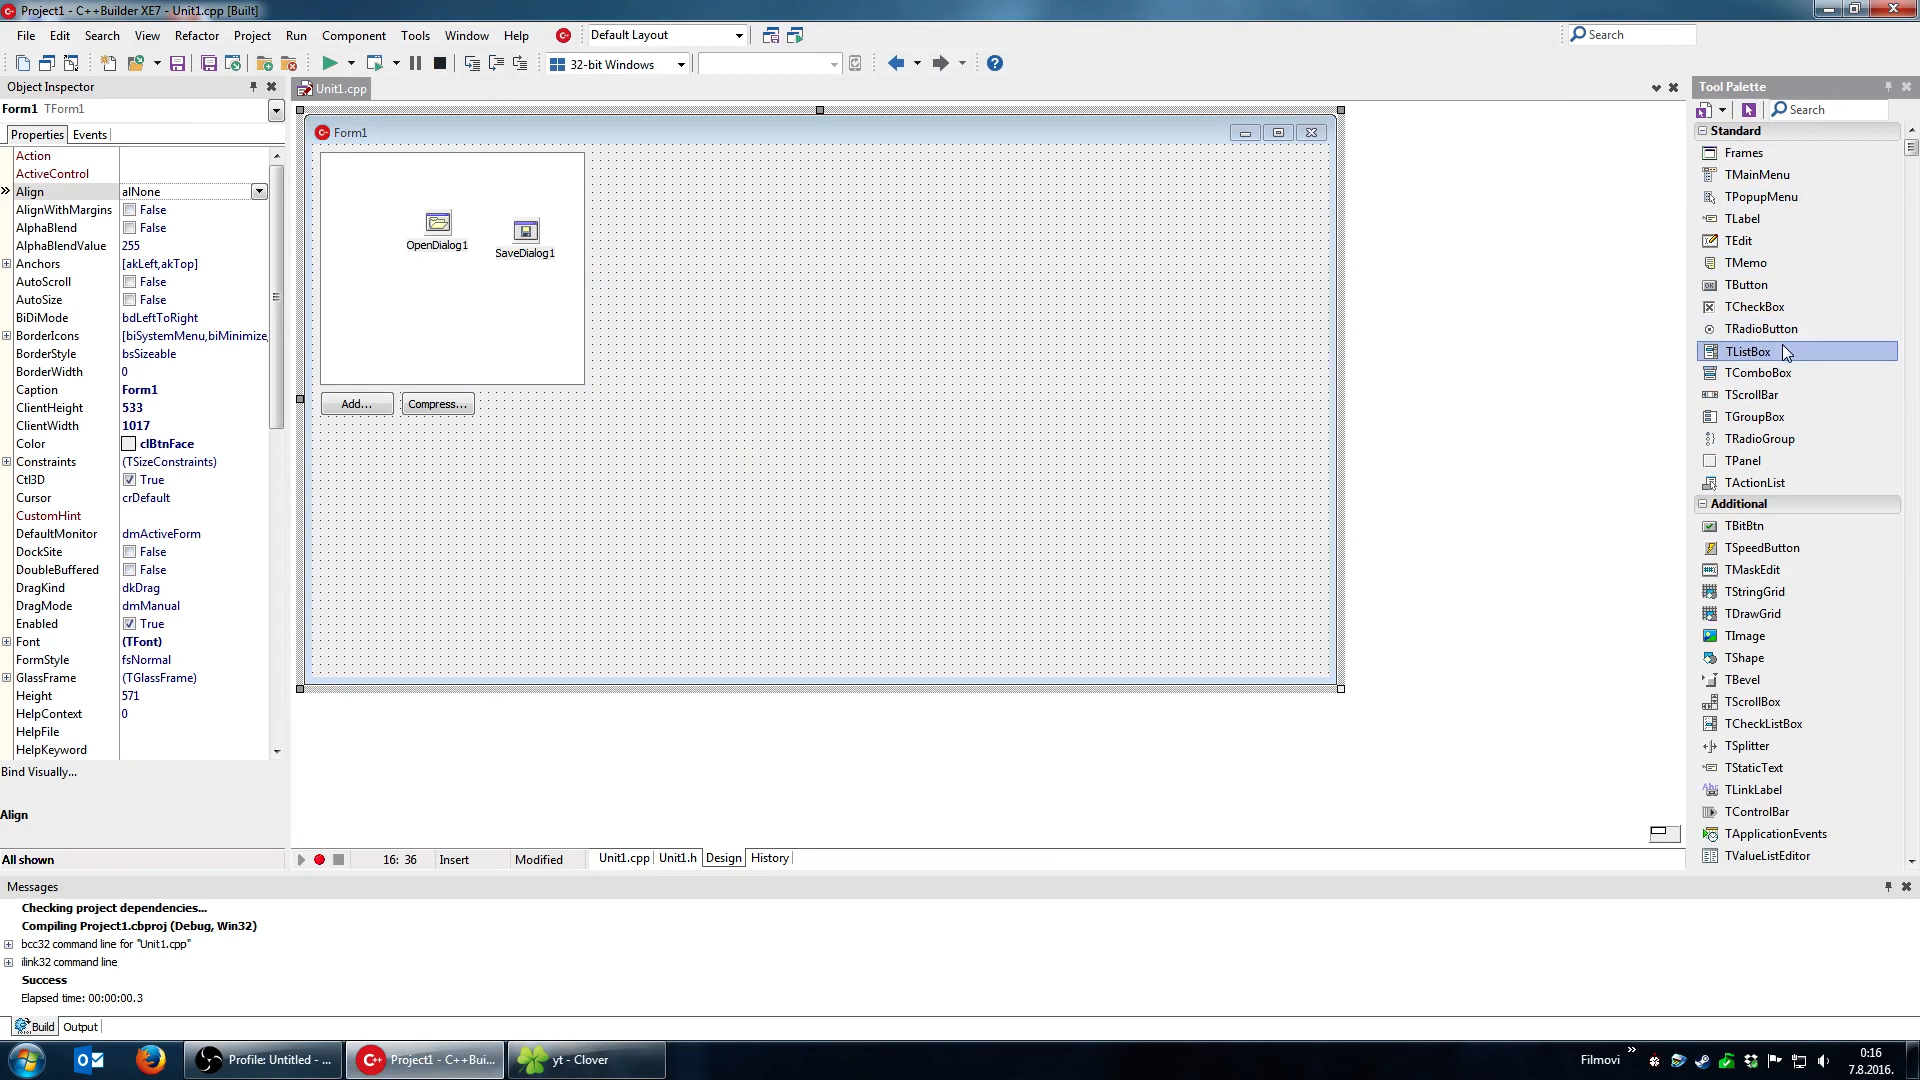 Project1 - C++Builder XE7 - Unit1.cpp [Built]
File Edit Search View Refactor Project Run Component Tools Window Help Default Layout Search
32-bit Windows
Object Inspector
Form1 TForm1
Properties Events
Action
ActiveControl
Align alNone
AlignWithMargins False
AlphaBlend False
AlphaBlendValue 255
Anchors [akLeft,akTop]
AutoScroll False
AutoSize False
BiDiMode bdLeftToRight
BorderIcons [biSystemMenu,biMinimize,
BorderStyle bsSizeable
BorderWidth 0
Caption Form1
ClientHeight 533
ClientWidth 1017
Color clBtnFace
Constraints (TSizeConstraints)
Ctl3D True
Cursor crDefault
CustomHint
DefaultMonitor dmActiveForm
DockSite False
DoubleBuffered False
DragKind dkDrag
DragMode dmManual
Enabled True
Font (TFont)
FormStyle fsNormal
GlassFrame (TGlassFrame)
Height 571
HelpContext 0
HelpFile
HelpKeyword
Bind Visually...
Align
All shown
Unit1.cpp
Form1
OpenDialog1
SaveDialog1
Add... Compress...
16: 36 Insert Modified Unit1.cpp Unit1.h Design History
Tool Palette
Search
Standard
Frames
TMainMenu
TPopupMenu
TLabel
TEdit
TMemo
TButton
TCheckBox
TRadioButton
TListBox
TComboBox
TScrollBar
TGroupBox
TRadioGroup
TPanel
TActionList
Additional
TBitBtn
TSpeedButton
TMaskEdit
TStringGrid
TDrawGrid
TImage
TShape
TBevel
TScrollBox
TCheckListBox
TSplitter
TStaticText
TLinkLabel
TControlBar
TApplicationEvents
TValueListEditor
Messages
Checking project dependencies...
Compiling Project1.cbproj (Debug, Win32)
bcc32 command line for "Unit1.cpp"
ilink32 command line
Success
Elapsed time: 00:00:00.3
Build Output
Profile: Untitled - ... Project1 - C++Bui... yt - Clover Filmovi
0:16
7.8.2016.